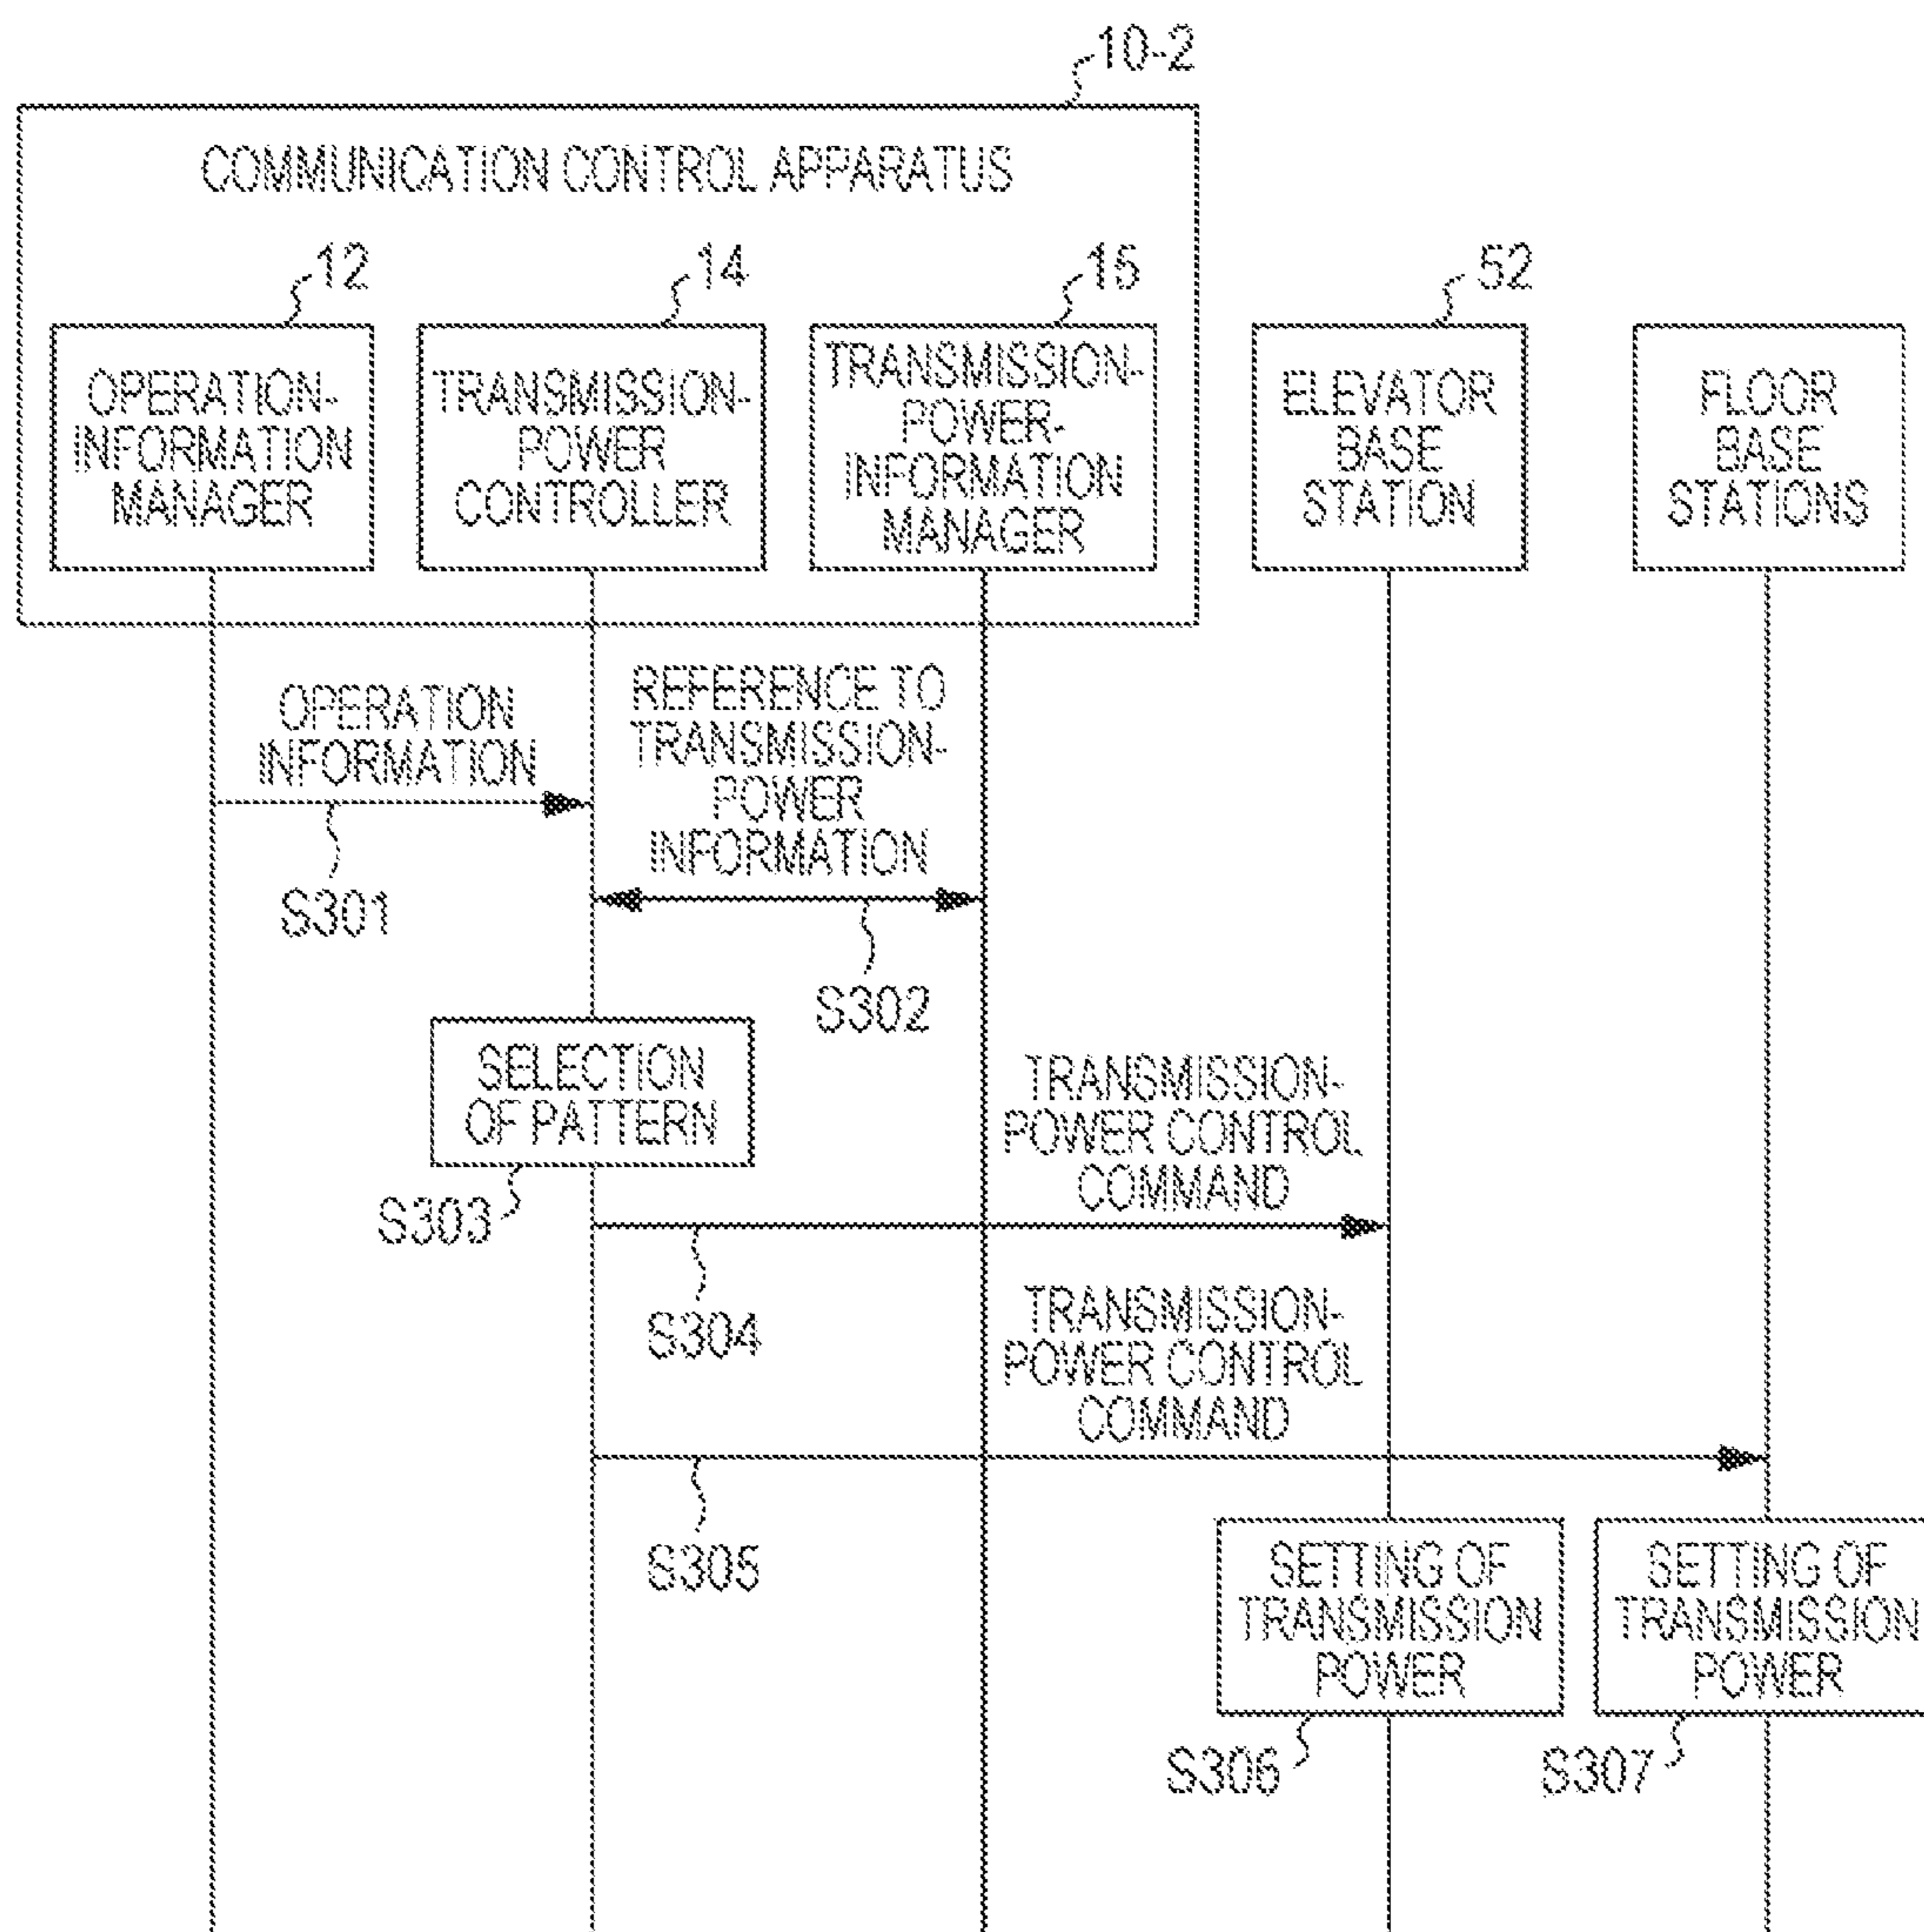 10-2
COMMUNICATION CONTROL APPARATUS
12
14
15
52
OPERATION-
INFORMATION
MANAGER
TRANSMISSION-
POWER
CONTROLLER
TRANSMISSION-
POWER-
INFORMATION
MANAGER
ELEVATOR
BASE
STATION
FLOOR
BASE
STATIONS
OPERATION
INFORMATION
S301
REFERENCE TO
TRANSMISSION-
POWER
INFORMATION
S302
SELECTION
OF PATTERN
S303
TRANSMISSION-
POWER CONTROL
COMMAND
S304
TRANSMISSION-
POWER CONTROL
COMMAND
S305
SETTING OF
TRANSMISSION
POWER
S306
SETTING OF
TRANSMISSION
POWER
S307